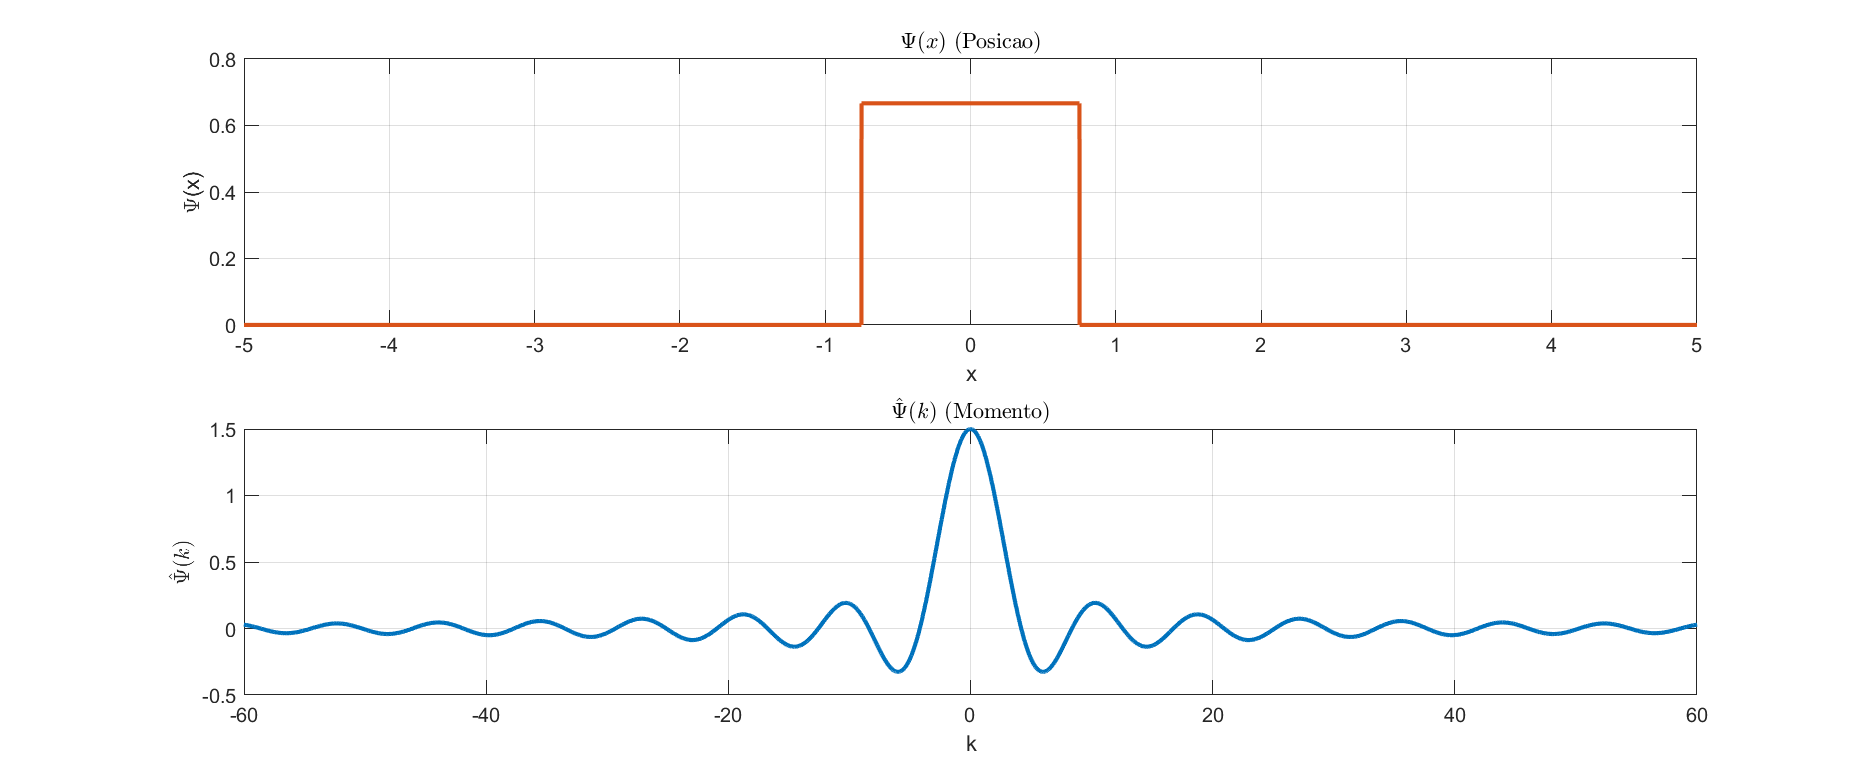 Ψ(x) (Posicao)
0.8
0.6
0.4
0.2
0
Ψ(x)
-5 -4 -3 -2 -1 0 1 2 3 4 5
x
Ψ̂(k) (Momento)
1.5
1
0.5
0
-0.5
Ψ̂(k)
-60 -40 -20 0 20 40 60
k